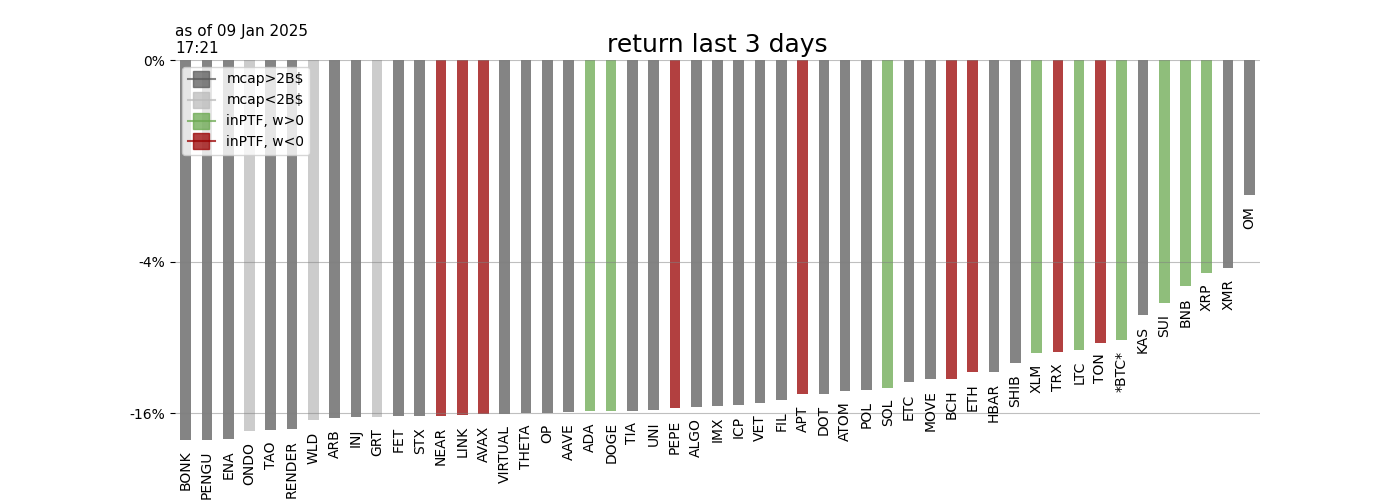 as of 09 Jan 2025
17:21
return last 3 days
0%
-4%
-16%
mcap>2B$
mcap<2B$
inPTF, w>0
inPTF, w<0
BONK
PENGU
ENA
ONDO
TAO
RENDER
WLD
ARB
INJ
GRT
FET
STX
NEAR
LINK
AVAX
VIRTUAL
THETA
OP
AAVE
ADA
DOGE
TIA
UNI
PEPE
ALGO
IMX
ICP
VET
FIL
APT
DOT
ATOM
POL
SOL
ETC
MOVE
BCH
ETH
HBAR
SHIB
XLM
TRX
LTC
TON
*BTC*
KAS
SUI
BNB
XRP
XMR
OM